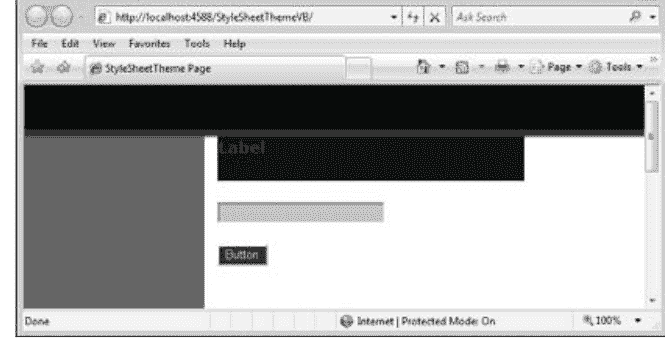 http://localhost:4588/StyleSheetThemeVB/ Ask Search
File Edit View Favorites Tools Help
StyleSheetTheme Page Page Tools
Label
Button
Done Internet | Protected Mode: On 100%